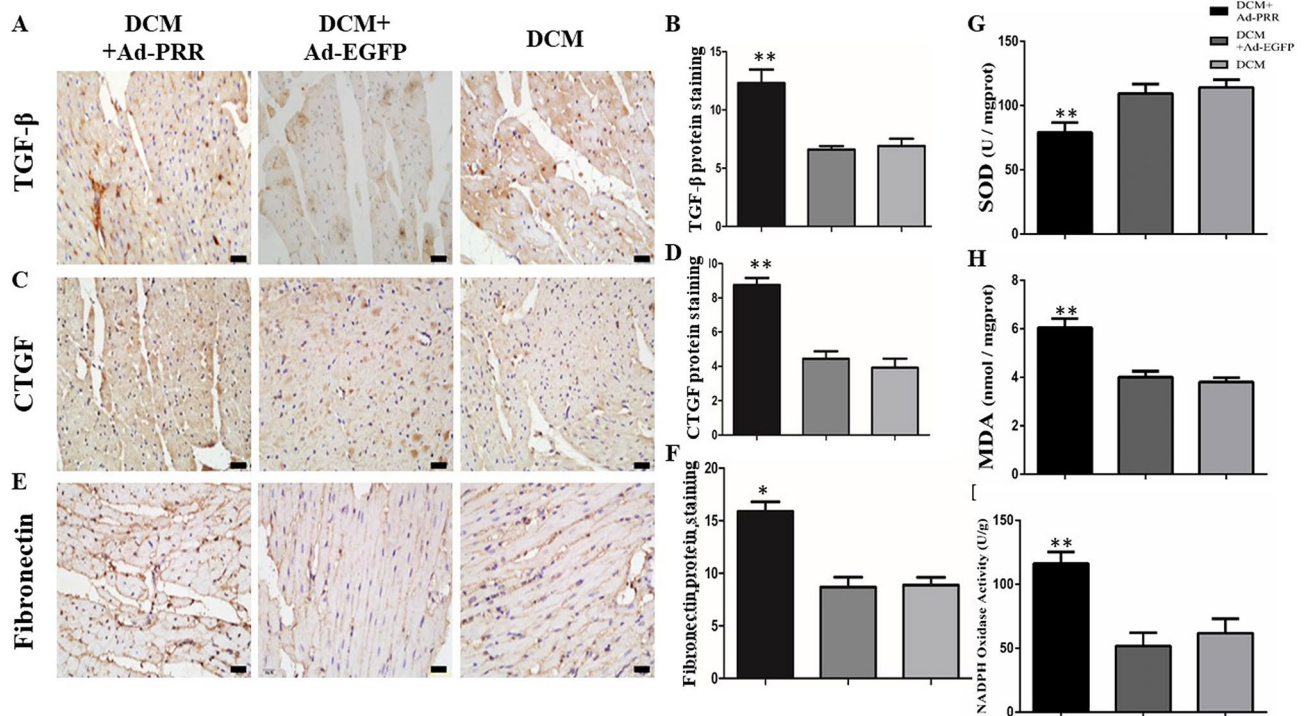 A
DCM
+Ad-PRR
DCM+
Ad-EGFP
DCM
TGF-β
C
CTGF
E
Fibronectin
B
TGF-β protein staining
15
10
5
0
**
D
CTGF protein staining
10
8
6
4
2
0
**
F
Fibronectin protein staining
20
15
10
5
0
*
G
DCM+
Ad-PRR
DCM
+Ad-EGFP
DCM
SOD (U / mgprot)
150
100
50
0
**
H
MDA (nmol / mgprot)
8
6
4
2
0
**
NADPH Oxidase Activity (U/g)
150
100
50
0
**